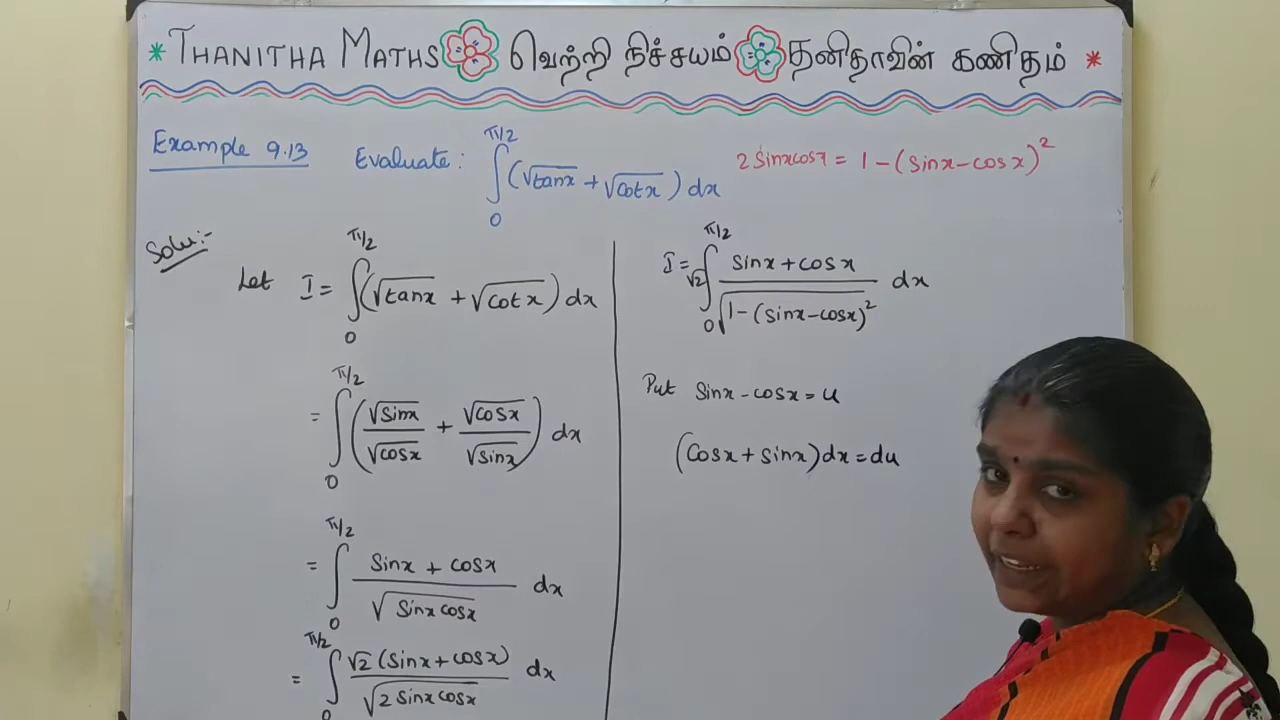 * THANITHA MATHS வெற்றி நிச்சயம் தனிதாவின் கணிதம் *
Example 9.13 Evaluate: ∫₀^(π/2) (√tanx + √cotx) dx 2 sinxcosx = 1 - (sinx - cosx)²
Solu:-
Let I = ∫₀^(π/2) (√tanx + √cotx) dx
= ∫₀^(π/2) (√sinx/√cosx + √cosx/√sinx) dx
= ∫₀^(π/2) (sinx + cosx)/√(sinx cosx) dx
= ∫₀^(π/2) √2 (sinx + cosx)/√(2 sinx cosx) dx
I = √2 ∫₀^(π/2) (sinx + cosx)/√(1 - (sinx - cosx)²) dx
Put sinx - cosx = u
(cosx + sinx) dx = du